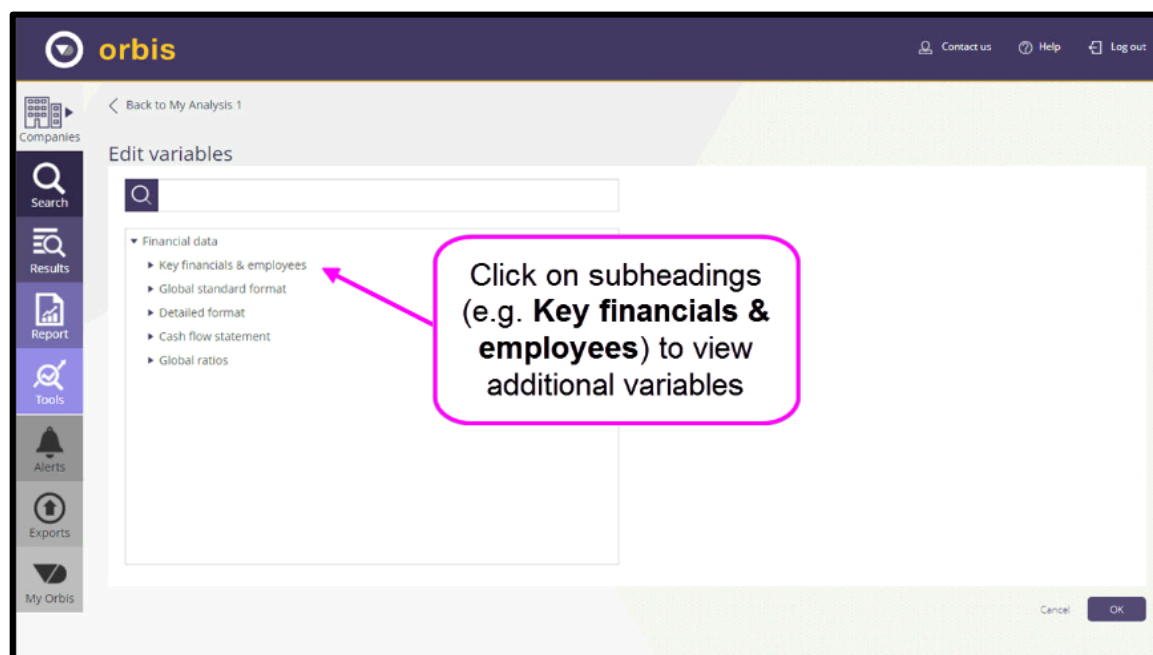 orbis
Contact us
Help
Log out
Companies
Back to My Analysis 1
Edit variables
Search
Results
Report
Tools
Alerts
Exports
My Orbis
Financial data
Key financials & employees
Global standard format
Detailed format
Cash flow statement
Global ratios
Click on subheadings
(e.g. Key financials &
employees) to view
additional variables
Cancel
OK